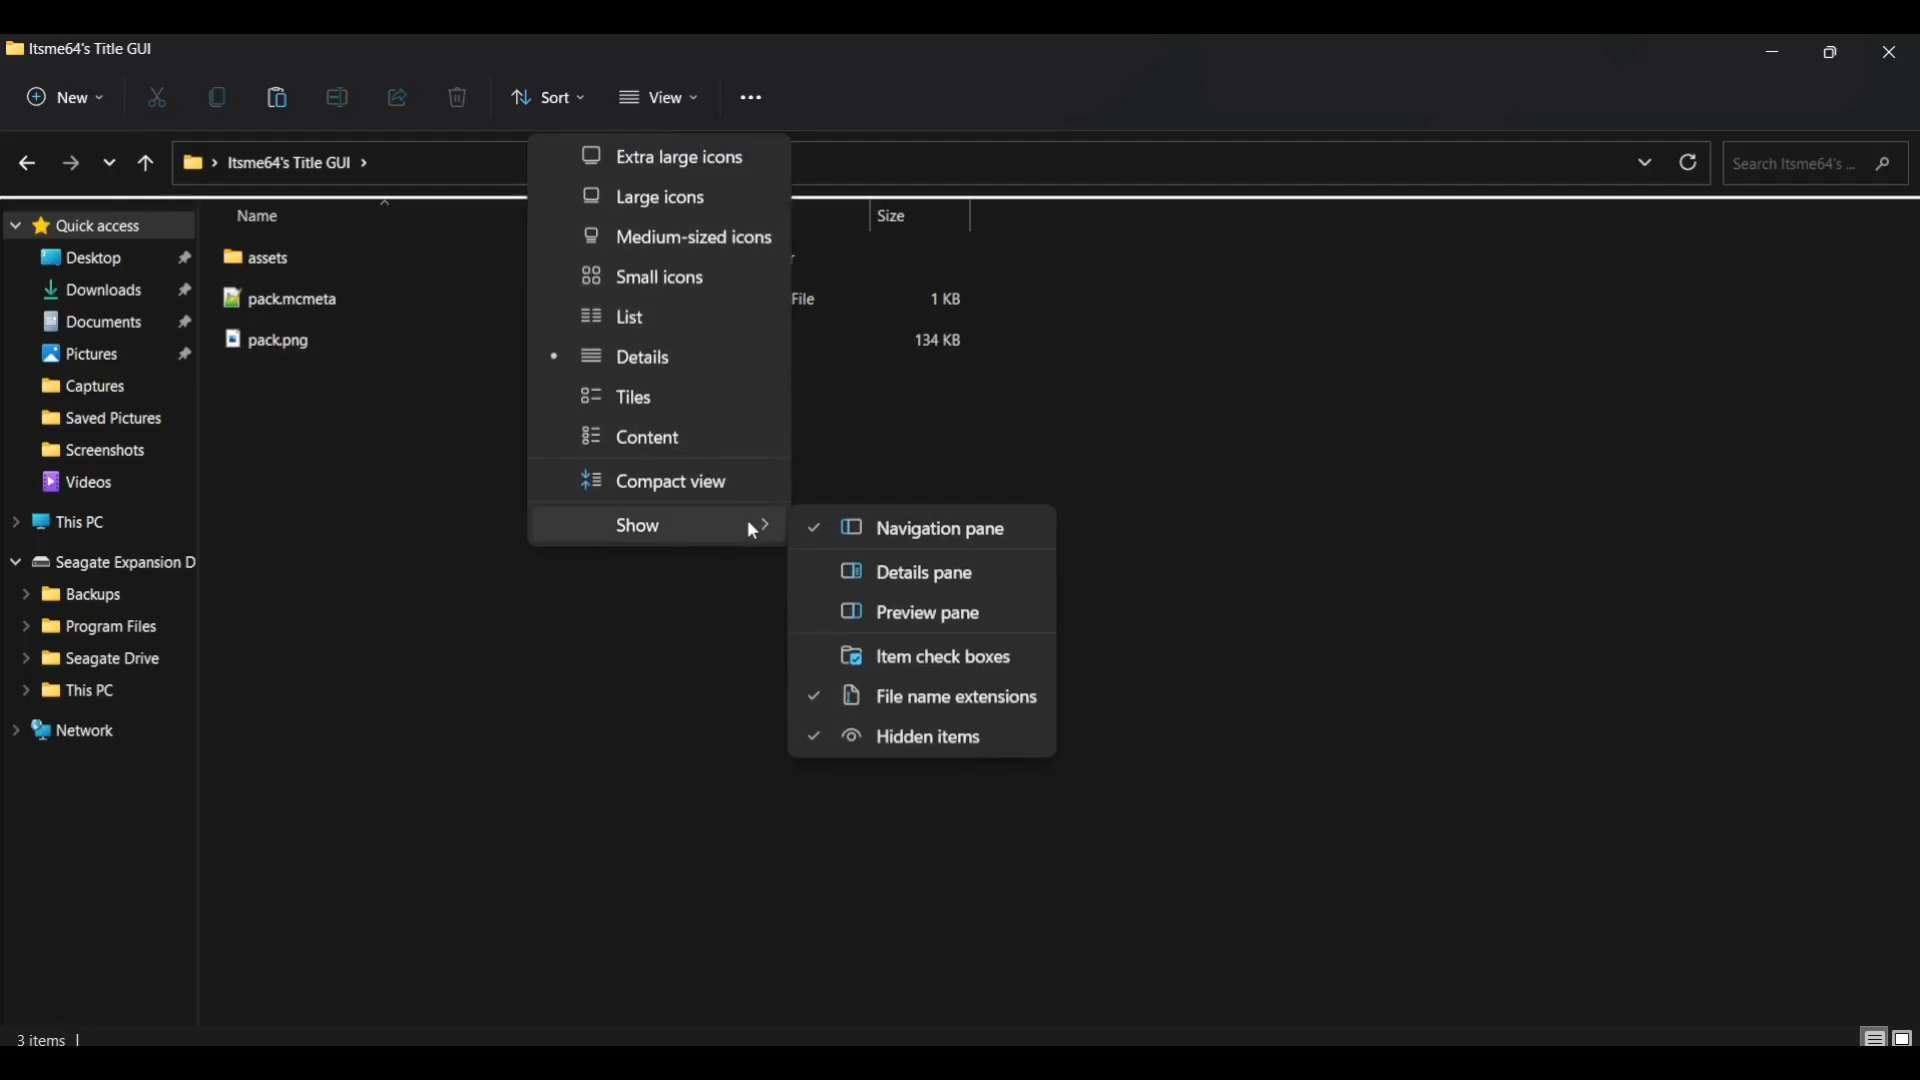 Itsme64's Title GUI
New
Sort
View
Itsme64's Title GUI
Search Itsme64's ...
Name
Size
Quick access
Desktop
Downloads
Documents
Pictures
Captures
Saved Pictures
Screenshots
Videos
This PC
Seagate Expansion D
Backups
Program Files
Seagate Drive
This PC
Network
assets
r
pack.mcmeta
File
1 KB
pack.png
134 KB
Extra large icons
Large icons
Medium-sized icons
Small icons
List
Details
Tiles
Content
Compact view
Show
Navigation pane
Details pane
Preview pane
Item check boxes
File name extensions
Hidden items
3 items